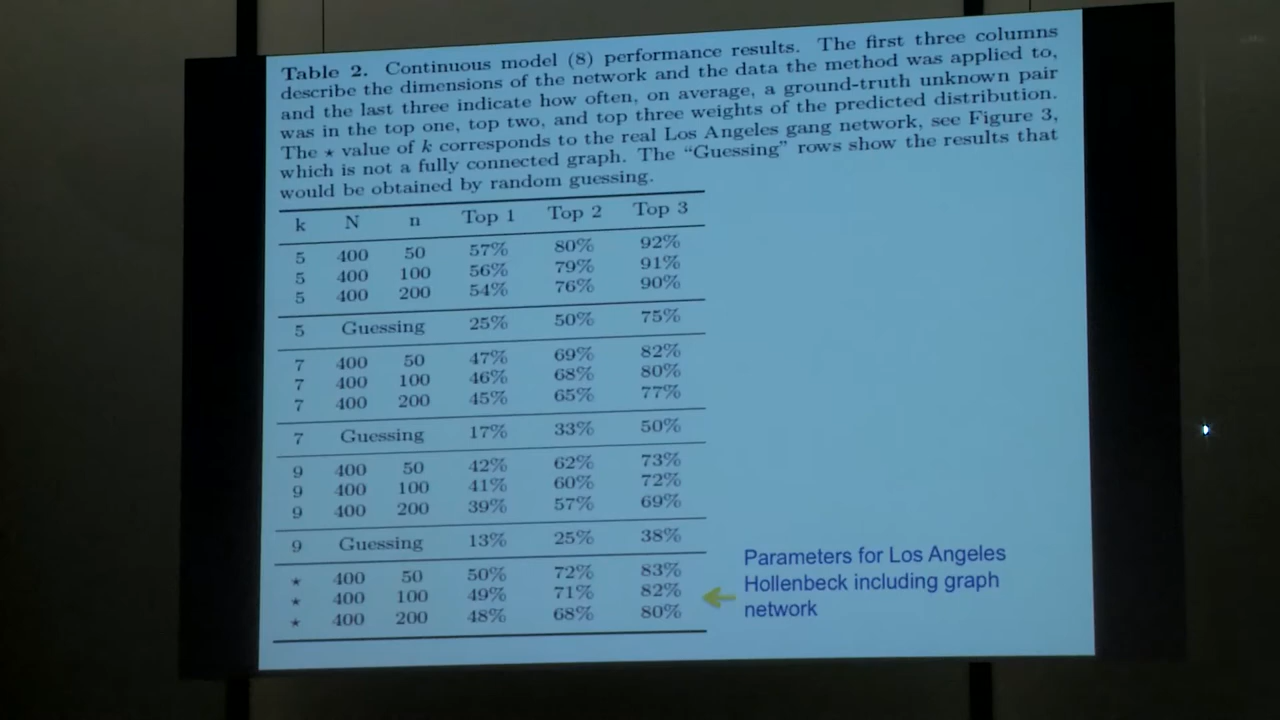 Table 2. Continuous model (8) performance results. The first three columns
describe the dimensions of the network and the data the method was applied to,
and the last three indicate how often, on average, a ground-truth unknown pair
was in the top one, top two, and top three weights of the predicted distribution.
The ⋆ value of k corresponds to the real Los Angeles gang network, see Figure 3,
which is not a fully connected graph. The “Guessing” rows show the results that
would be obtained by random guessing.
k N n Top 1 Top 2 Top 3
5 400 50 57% 80% 92%
5 400 100 56% 79% 91%
5 400 200 54% 76% 90%
5 Guessing 25% 50% 75%
7 400 50 47% 69% 82%
7 400 100 46% 68% 80%
7 400 200 45% 65% 77%
7 Guessing 17% 33% 50%
9 400 50 42% 62% 73%
9 400 100 41% 60% 72%
9 400 200 39% 57% 69%
9 Guessing 13% 25% 38%
⋆ 400 50 50% 72% 83%
⋆ 400 100 49% 71% 82%
⋆ 400 200 48% 68% 80%
Parameters for Los Angeles
Hollenbeck including graph
network